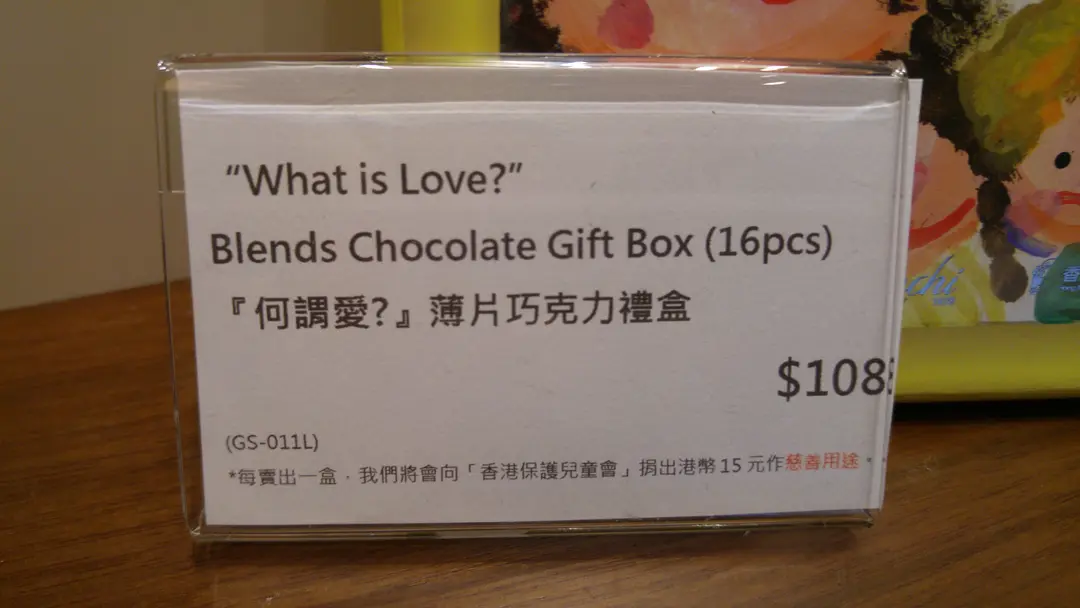 “What is Love?”
Blends Chocolate Gift Box (16pcs)
『何謂愛?』薄片巧克力禮盒
$108
(GS-011L)
*每賣出一盒，我們將會向「香港保護兒童會」捐出港幣 15 元作慈善用途。
chi
香